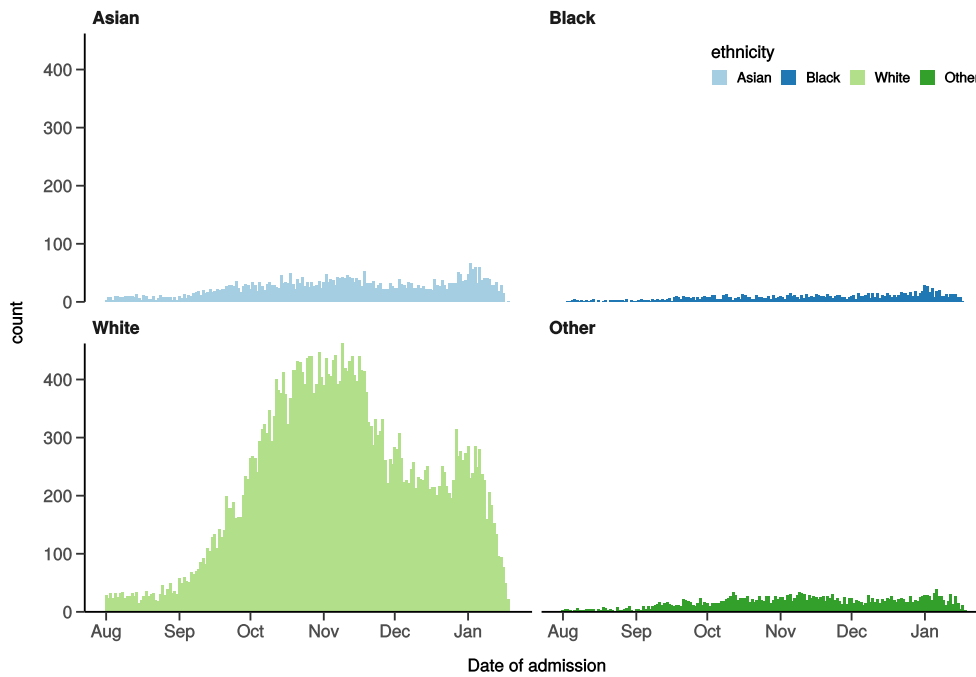 Asian
Black
ethnicity
Asian Black White Other
400
300
200
100
0
count
White
Other
400
300
200
100
0
Aug Sep Oct Nov Dec Jan
Aug Sep Oct Nov Dec Jan
Date of admission